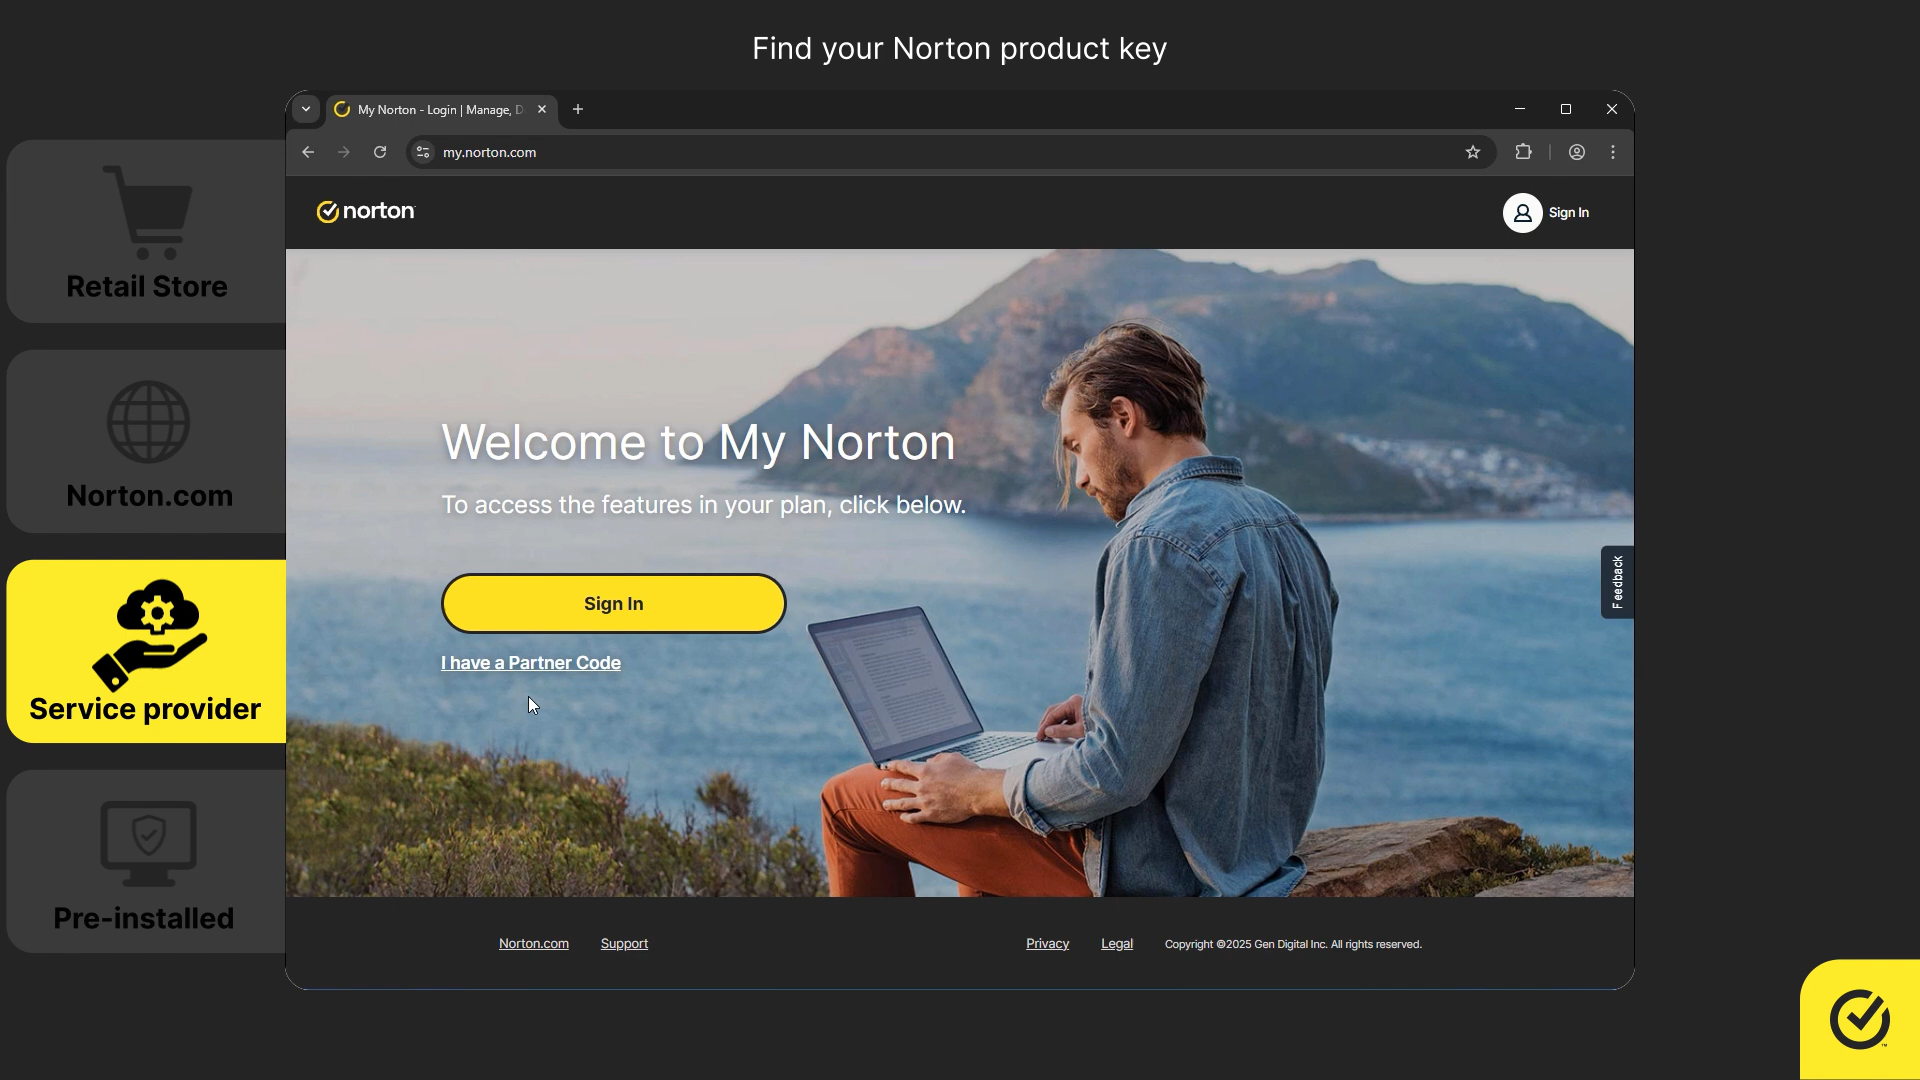 Find your Norton product key
My Norton - Login | Manage, D
my.norton.com
norton
Sign In
Retail Store
Norton.com
Service provider
Pre-installed
Welcome to My Norton
To access the features in your plan, click below.
Sign In
I have a Partner Code
Feedback
Norton.com
Support
Privacy
Legal
Copyright ©2025 Gen Digital Inc. All rights reserved.